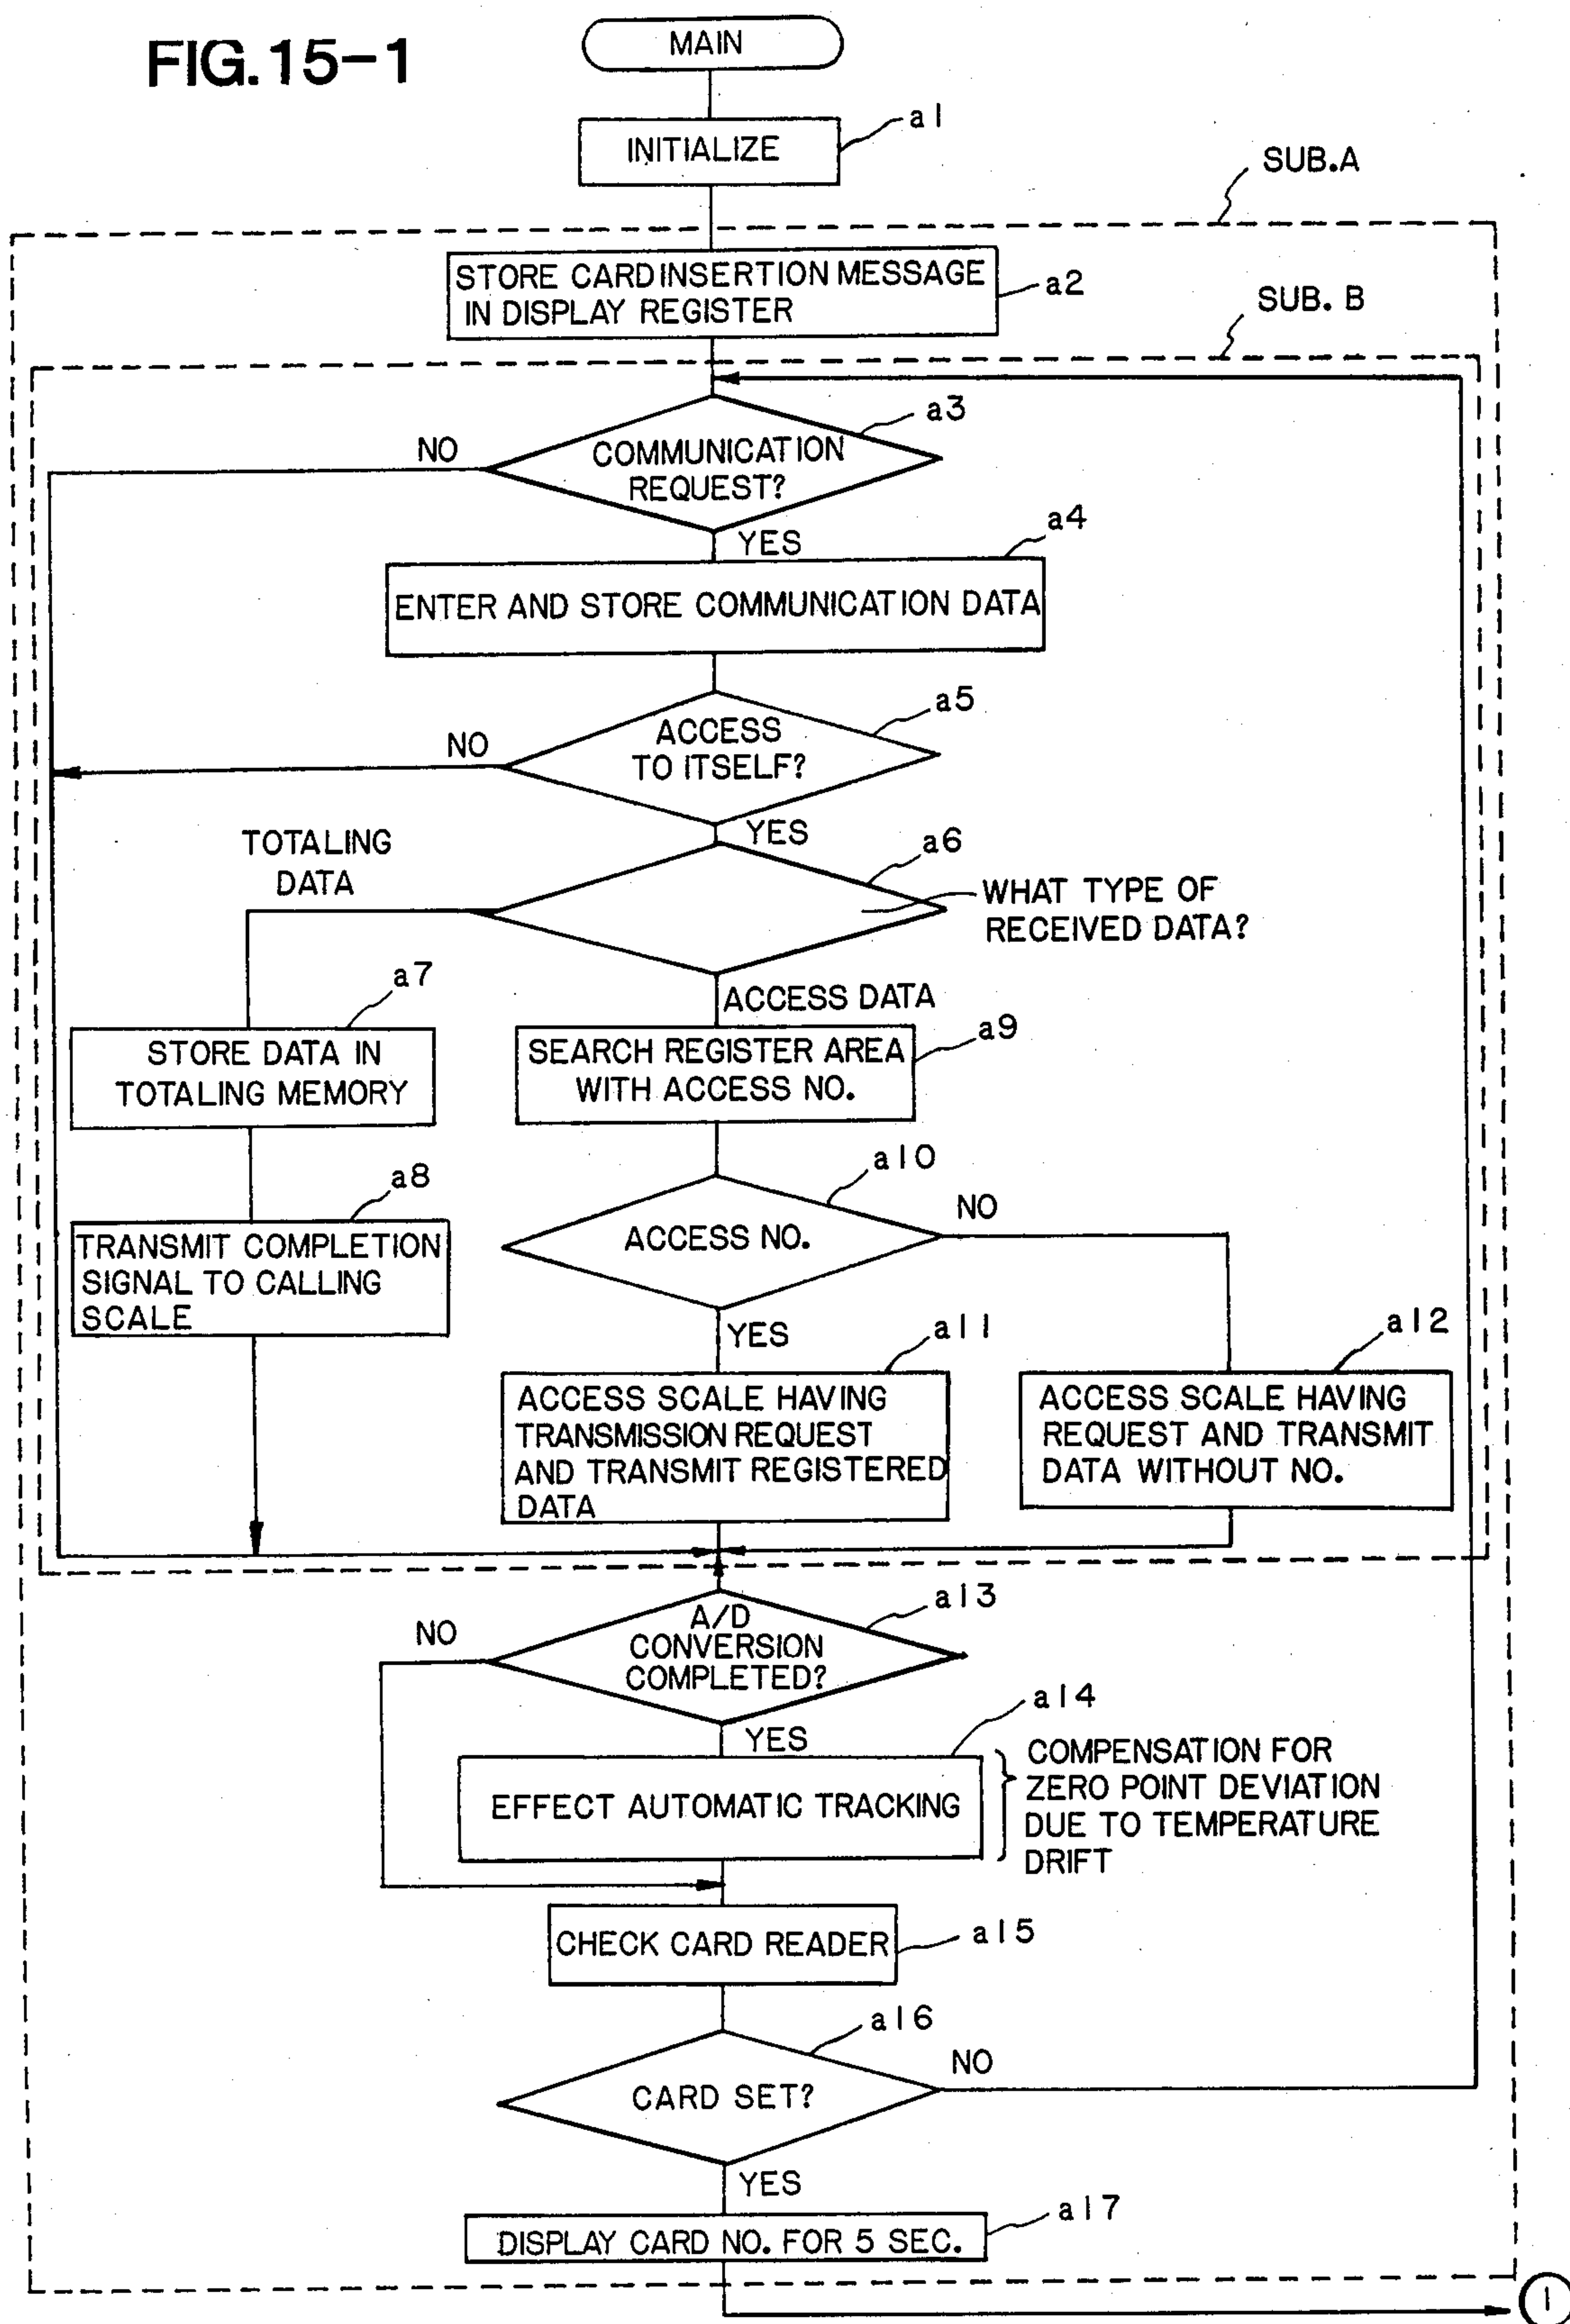 FIG.15-1
MAIN
a1
INITIALIZE
SUB.A
STORE CARD INSERTION MESSAGE
IN DISPLAY REGISTER
a2
SUB. B
a3
NO
COMMUNICATION
REQUEST?
YES
a4
ENTER AND STORE COMMUNICATION DATA
a5
NO
ACCESS
TO ITSELF?
YES
TOTALING
DATA
a6
WHAT TYPE OF
RECEIVED DATA?
a7
ACCESS DATA
STORE DATA IN
TOTALING MEMORY
a9
SEARCH REGISTER AREA
WITH ACCESS NO.
a8
a10
NO
TRANSMIT COMPLETION
SIGNAL TO CALLING
SCALE
ACCESS NO.
YES
a11
a12
ACCESS SCALE HAVING
TRANSMISSION REQUEST
AND TRANSMIT REGISTERED
DATA
ACCESS SCALE HAVING
REQUEST AND TRANSMIT
DATA WITHOUT NO.
a13
NO
A/D
CONVERSION
COMPLETED?
YES
a14
EFFECT AUTOMATIC TRACKING
COMPENSATION FOR
ZERO POINT DEVIATION
DUE TO TEMPERATURE
DRIFT
CHECK CARD READER
a15
a16
NO
CARD SET?
YES
a17
DISPLAY CARD NO. FOR 5 SEC.
1